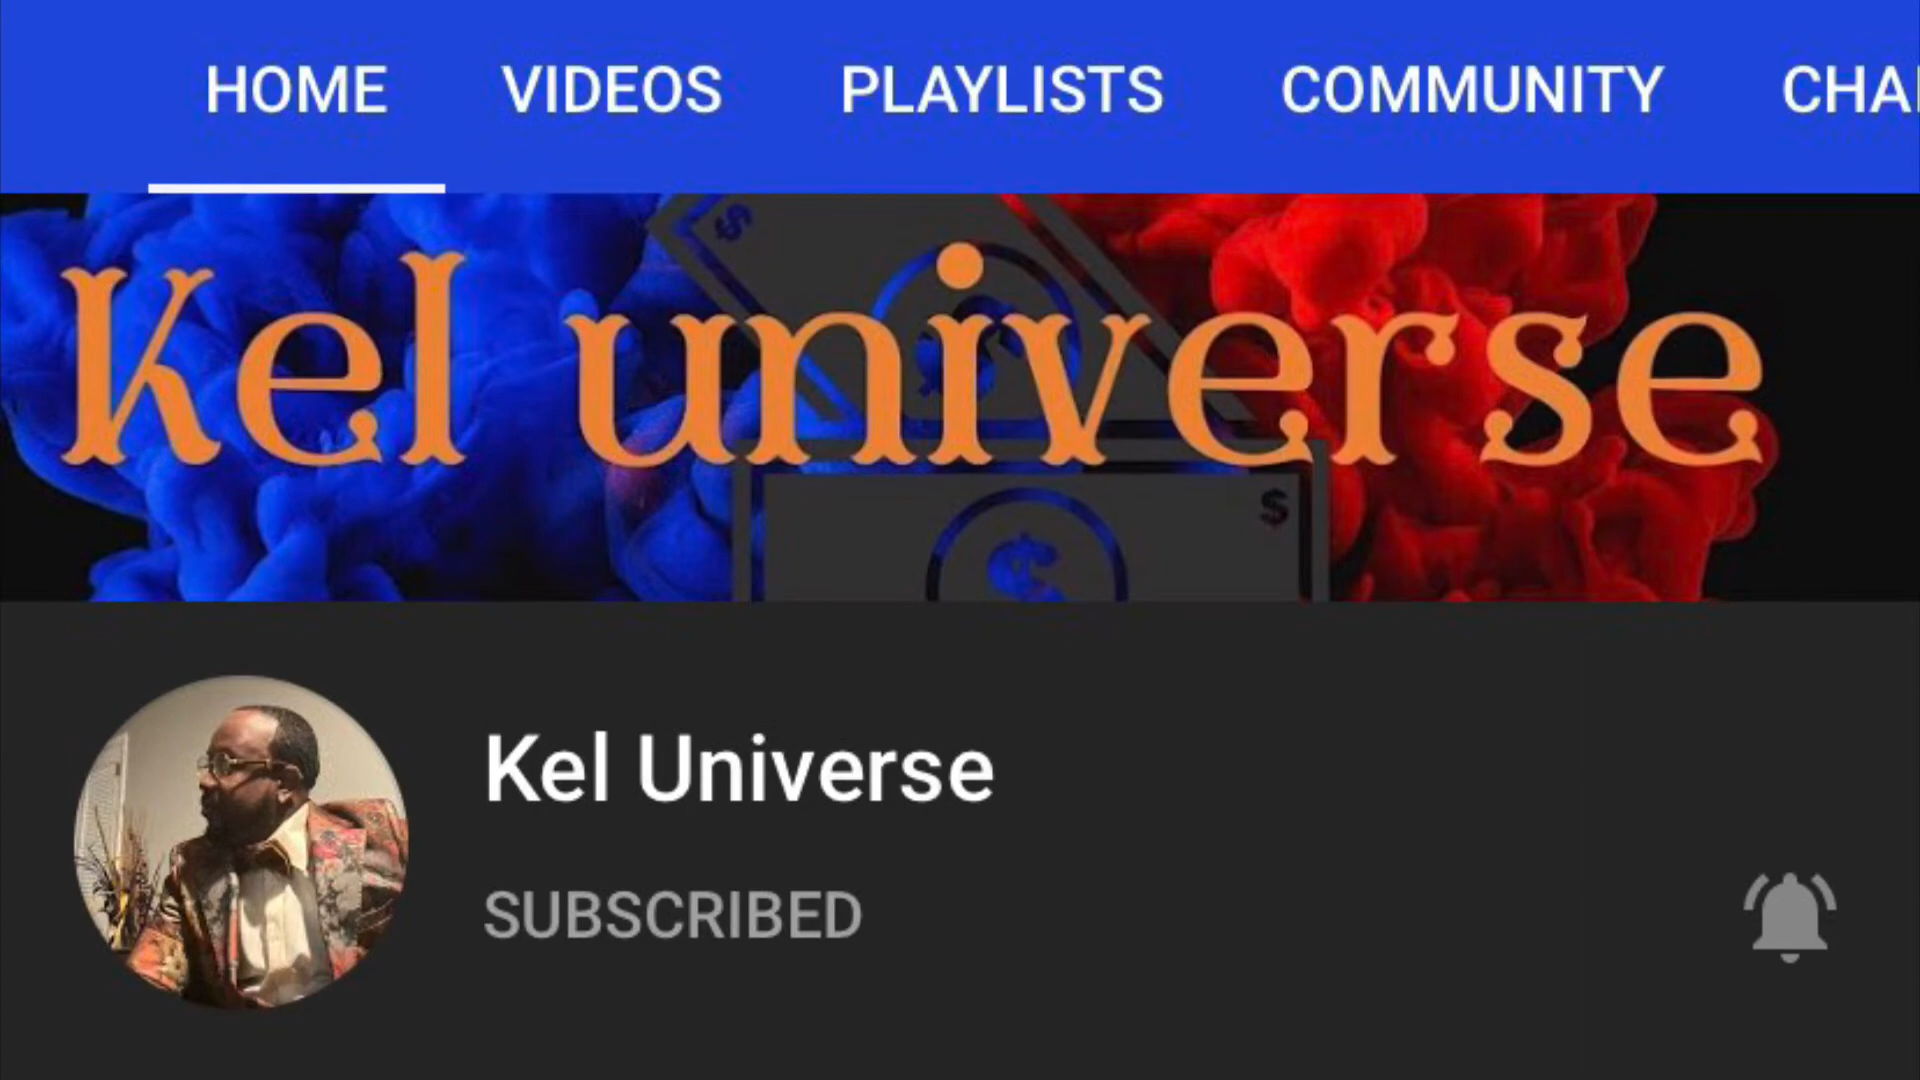 HOME VIDEOS PLAYLISTS COMMUNITY
$
Kel universe
$
$
Kel Universe
SUBSCRIBED